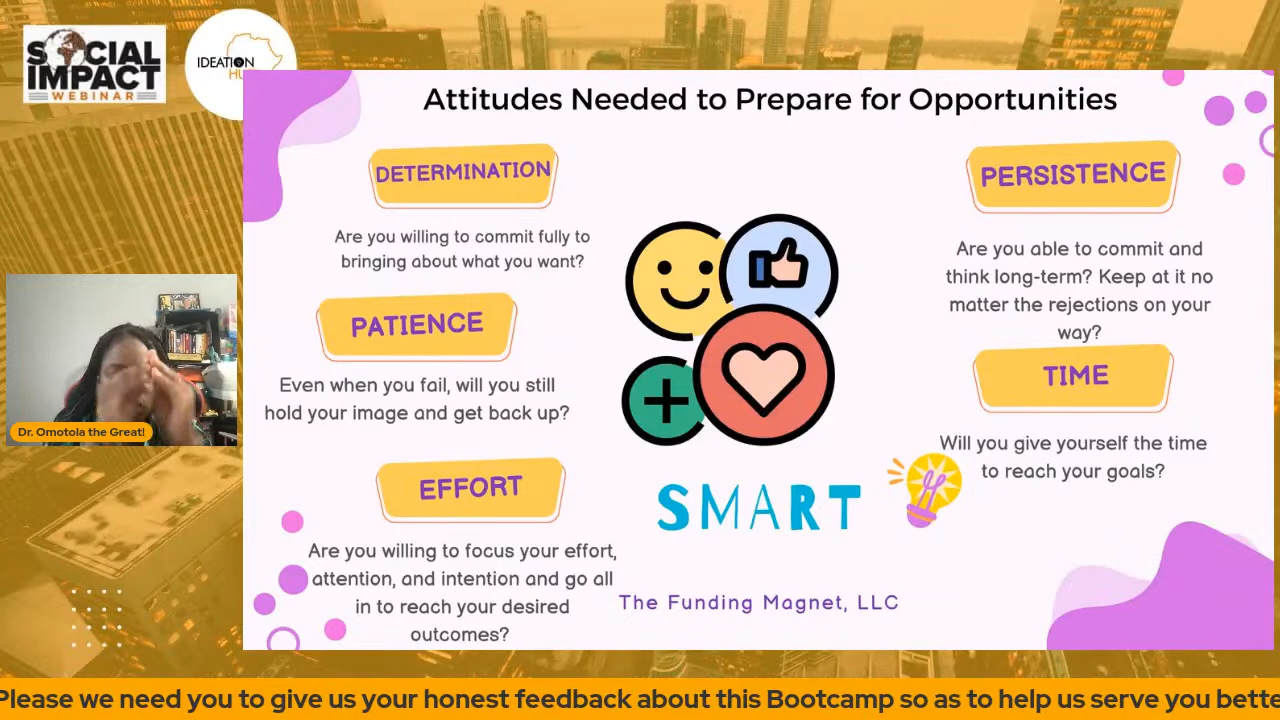 SOCIAL
IMPACT
WEBINAR
IDEATION
HU
Attitudes Needed to Prepare for Opportunities
DETERMINATION
Are you willing to commit fully to
bringing about what you want?
PATIENCE
Even when you fail, will you still
hold your image and get back up?
EFFORT
Are you willing to focus your effort,
attention, and intention and go all
in to reach your desired
outcomes?
PERSISTENCE
Are you able to commit and
think long-term? Keep at it no
matter the rejections on your
way?
TIME
Will you give yourself the time
to reach your goals?
SMART
The Funding Magnet, LLC
Dr. Omotola the Great!
Please we need you to give us your honest feedback about this Bootcamp so as to help us serve you bette